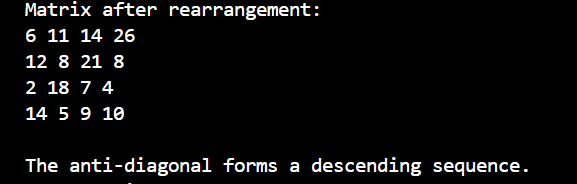 Matrix after rearrangement:
6 11 14 26
12 8 21 8
2 18 7 4
14 5 9 10
The anti-diagonal forms a descending sequence.